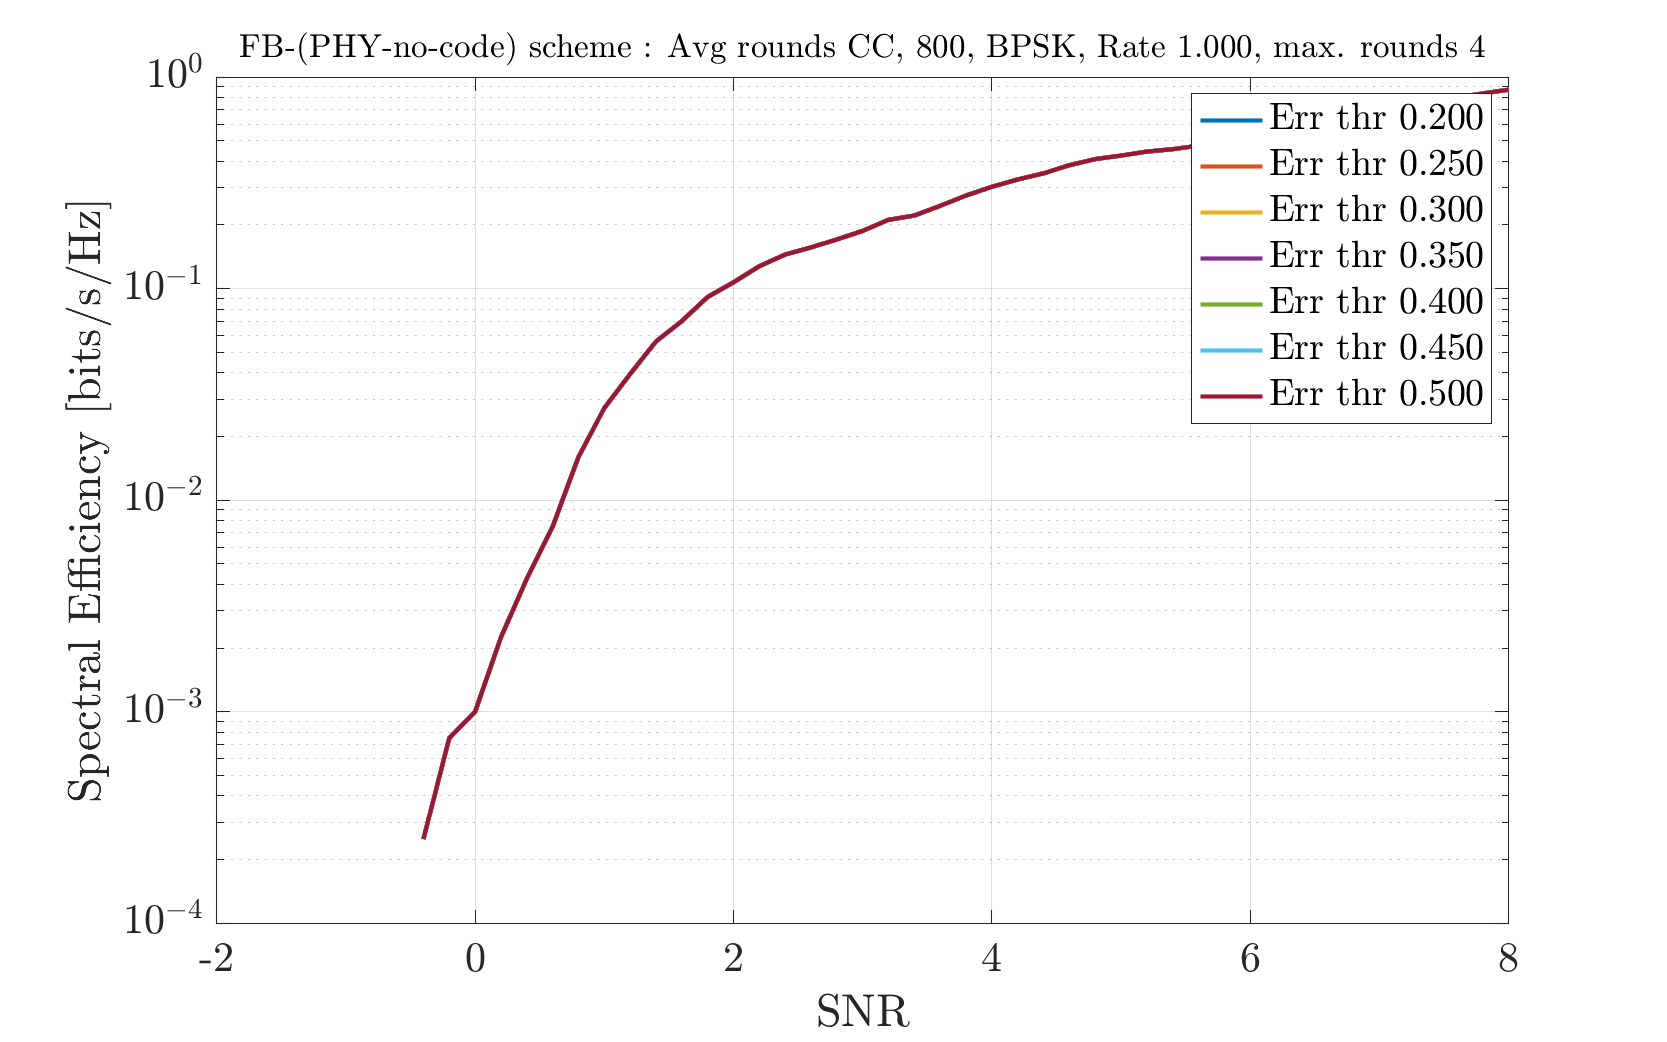 FB-(PHY-no-code) scheme : Avg rounds CC, 800, BPSK, Rate 1.000, max. rounds 4
Spectral Efficiency [bits/s/Hz]
10^0
10^{-1}
10^{-2}
10^{-3}
10^{-4}
Err thr 0.200
Err thr 0.250
Err thr 0.300
Err thr 0.350
Err thr 0.400
Err thr 0.450
Err thr 0.500
-2 0 2 4 6 8
SNR